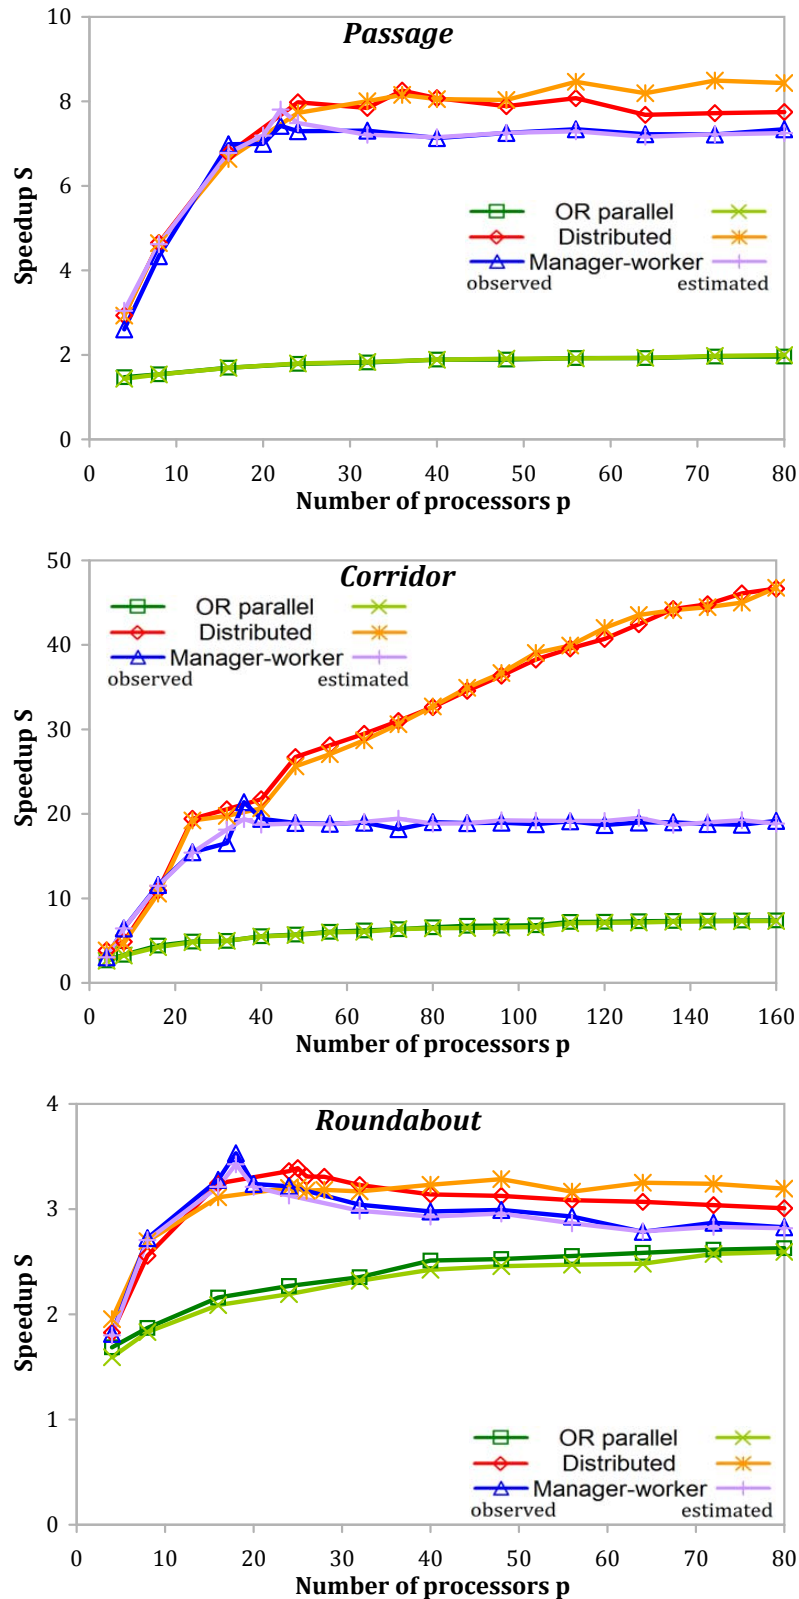 Passage
10
8
6
4
2
0
Speedup S
OR parallel
Distributed
Manager-worker
observed estimated
0 10 20 30 40 50 60 70 80
Number of processors p
Corridor
50
40
30
20
10
0
Speedup S
OR parallel
Distributed
Manager-worker
observed estimated
0 20 40 60 80 100 120 140 160
Number of processors p
Roundabout
4
3
2
1
0
Speedup S
OR parallel
Distributed
Manager-worker
observed estimated
0 10 20 30 40 50 60 70 80
Number of processors p